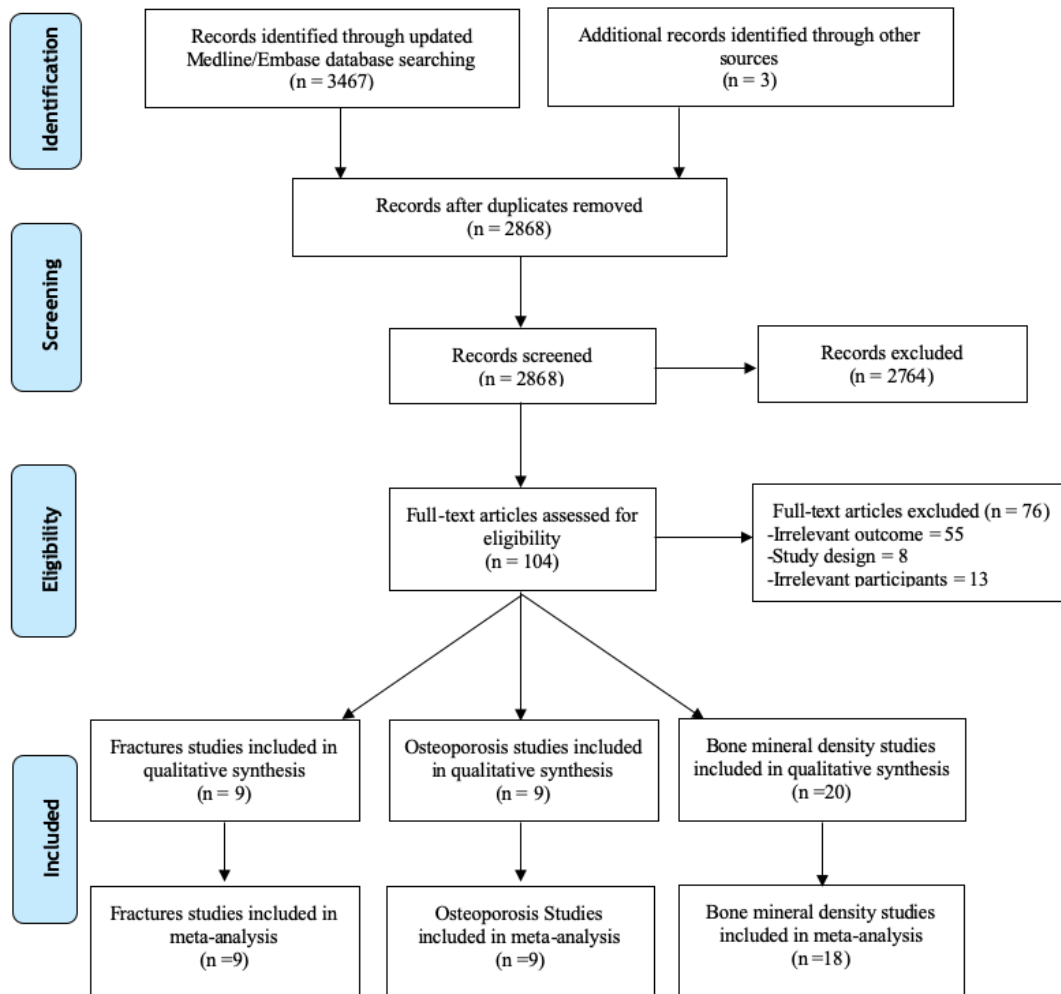 Identification
Records identified through updated
Medline/Embase database searching
(n = 3467)
Additional records identified through other
sources
(n = 3)
Records after duplicates removed
(n = 2868)
Screening
Records screened
(n = 2868)
Records excluded
(n = 2764)
Eligibility
Full-text articles assessed for
eligibility
(n = 104)
Full-text articles excluded (n = 76)
-Irrelevant outcome = 55
-Study design = 8
-Irrelevant participants = 13
Included
Fractures studies included in
qualitative synthesis
(n = 9)
Osteoporosis studies included
in qualitative synthesis
(n = 9)
Bone mineral density studies
included in qualitative synthesis
(n =20)
Fractures studies included in
meta-analysis
(n =9)
Osteoporosis Studies
included in meta-analysis
(n =9)
Bone mineral density studies
included in meta-analysis
(n =18)